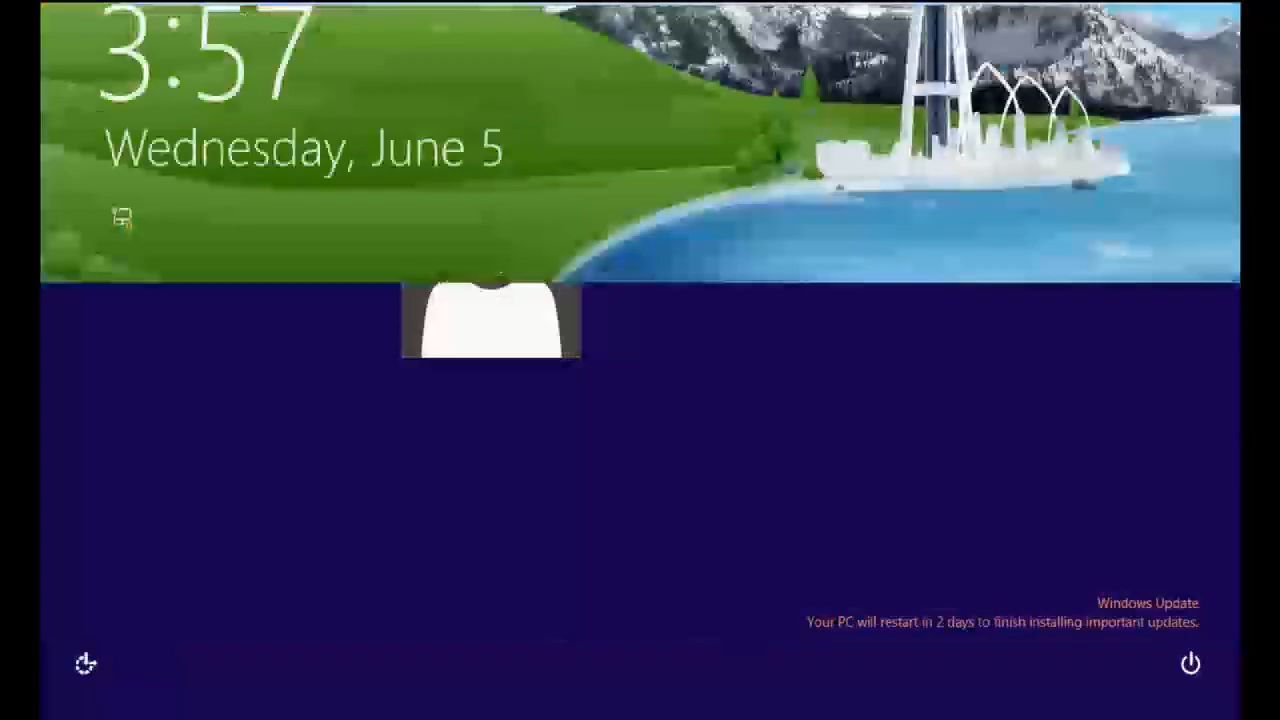 3:57
Wednesday, June 5
Windows Update
Your PC will restart in 2 days to finish installing important updates.